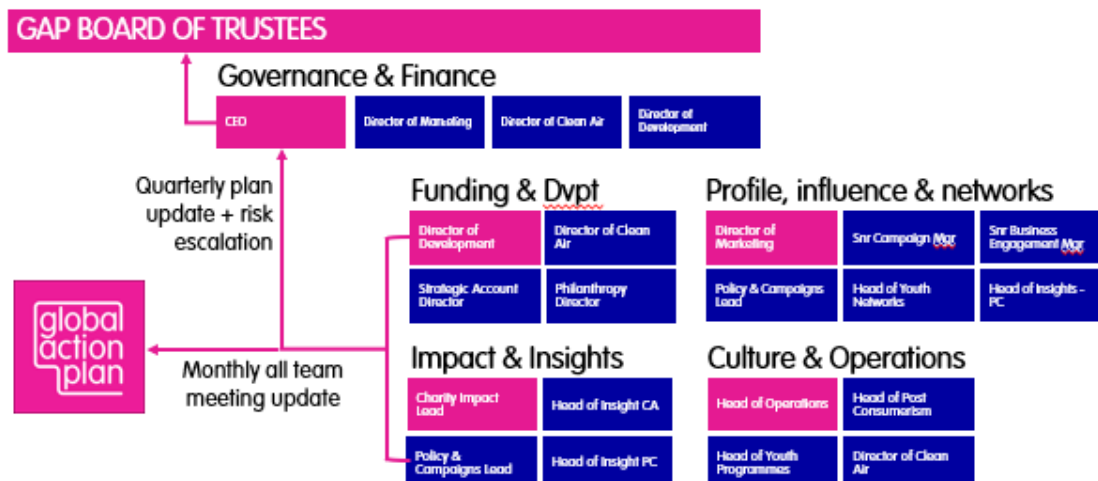 GAP BOARD OF TRUSTEES
Governance & Finance
CEO
Director of Marketing
Director of Clean Air
Director of
Development
Quarterly plan
update + risk
escalation
Funding & Dvpt
Director of
Development
Director of Clean
Air
Strategic Account
Director
Philanthropy
Director
Profile, influence & networks
Director of
Marketing
Snr Campaign Mgr
Snr Business
Engagement Mgr
Policy & Campaigns
Lead
Head of Youth
Networks
Head of Insights -
PC
global
action
plan
Monthly all team
meeting update
Impact & Insights
Charity Impact
Lead
Head of Insight CA
Policy &
Campaigns Lead
Head of Insight PC
Culture & Operations
Head of Operations
Head of Post
Consumerism
Head of Youth
Programmes
Director of Clean
Air